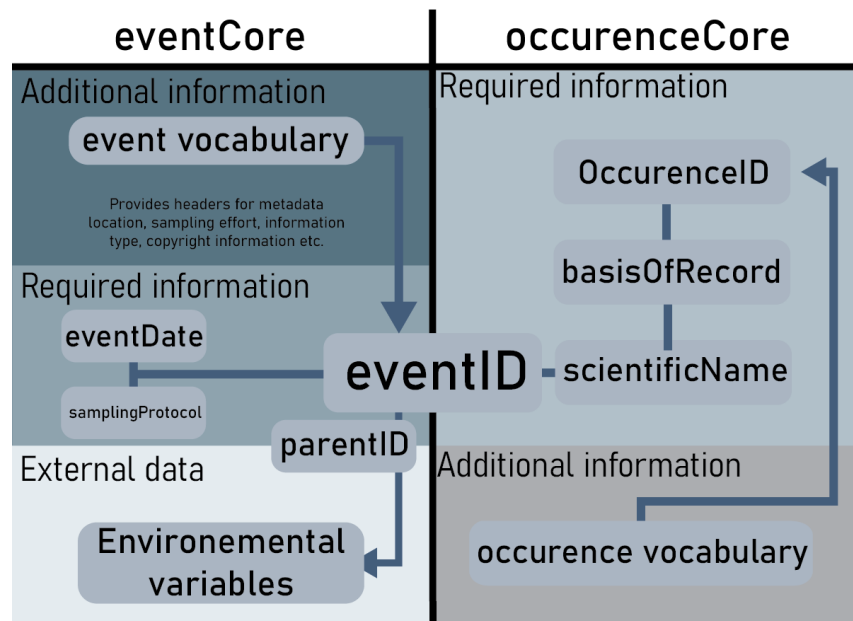 eventCore
occurenceCore
Additional information
event vocabulary
Provides headers for metadata
location, sampling effort, information
type, copyright information etc.
Required information
eventDate
samplingProtocol
eventID
parentID
External data
Environemental
variables
Required information
OccurenceID
basisOfRecord
scientificName
Additional information
occurence vocabulary